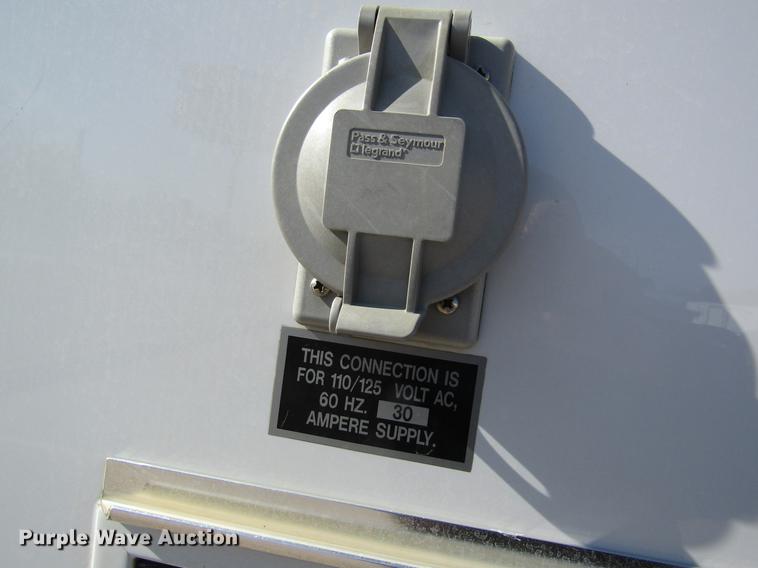 Pass & Seymour
legrand
THIS CONNECTION IS
FOR 110/125 VOLT AC,
60 HZ. 30
AMPERE SUPPLY.
Purple Wave Auction